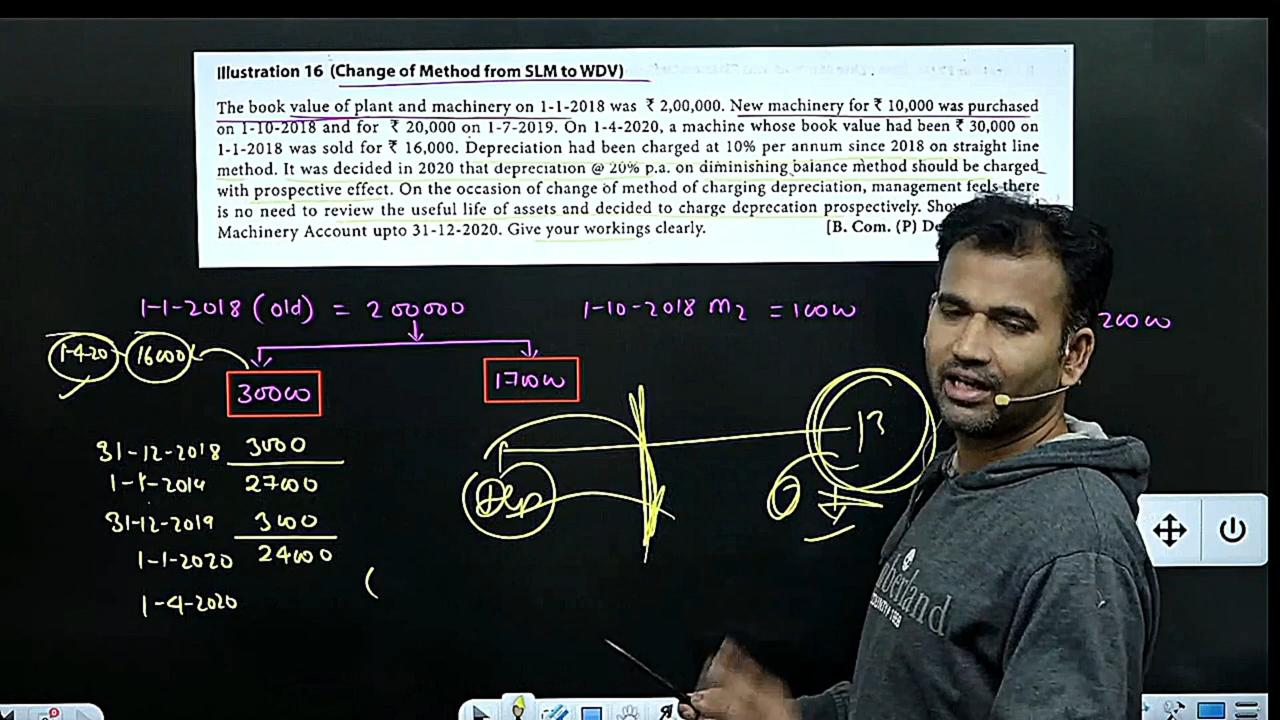 Illustration 16 (Change of Method from SLM to WDV)
The book value of plant and machinery on 1-1-2018 was ₹ 2,00,000. New machinery for ₹ 10,000 was purchased
on 1-10-2018 and for ₹ 20,000 on 1-7-2019. On 1-4-2020, a machine whose book value had been ₹ 30,000 on
1-1-2018 was sold for ₹ 16,000. Depreciation had been charged at 10% per annum since 2018 on straight line
method. It was decided in 2020 that depreciation @ 20% p.a. on diminishing balance method should be charged
with prospective effect. On the occasion of change of method of charging depreciation, management feels there
is no need to review the useful life of assets and decided to charge deprecation prospectively.
Machinery Account upto 31-12-2020. Give your workings clearly. [B. Com. (P)
1-1-2018 (old) = 200000 1-10-2018 M2 = 10000 20000
1-4-20 16000
30000 170000
31-12-2018 3000
27000
31-12-2019 3000
1-1-2020 24000
1-4-2020 (
Dep
COUNTY